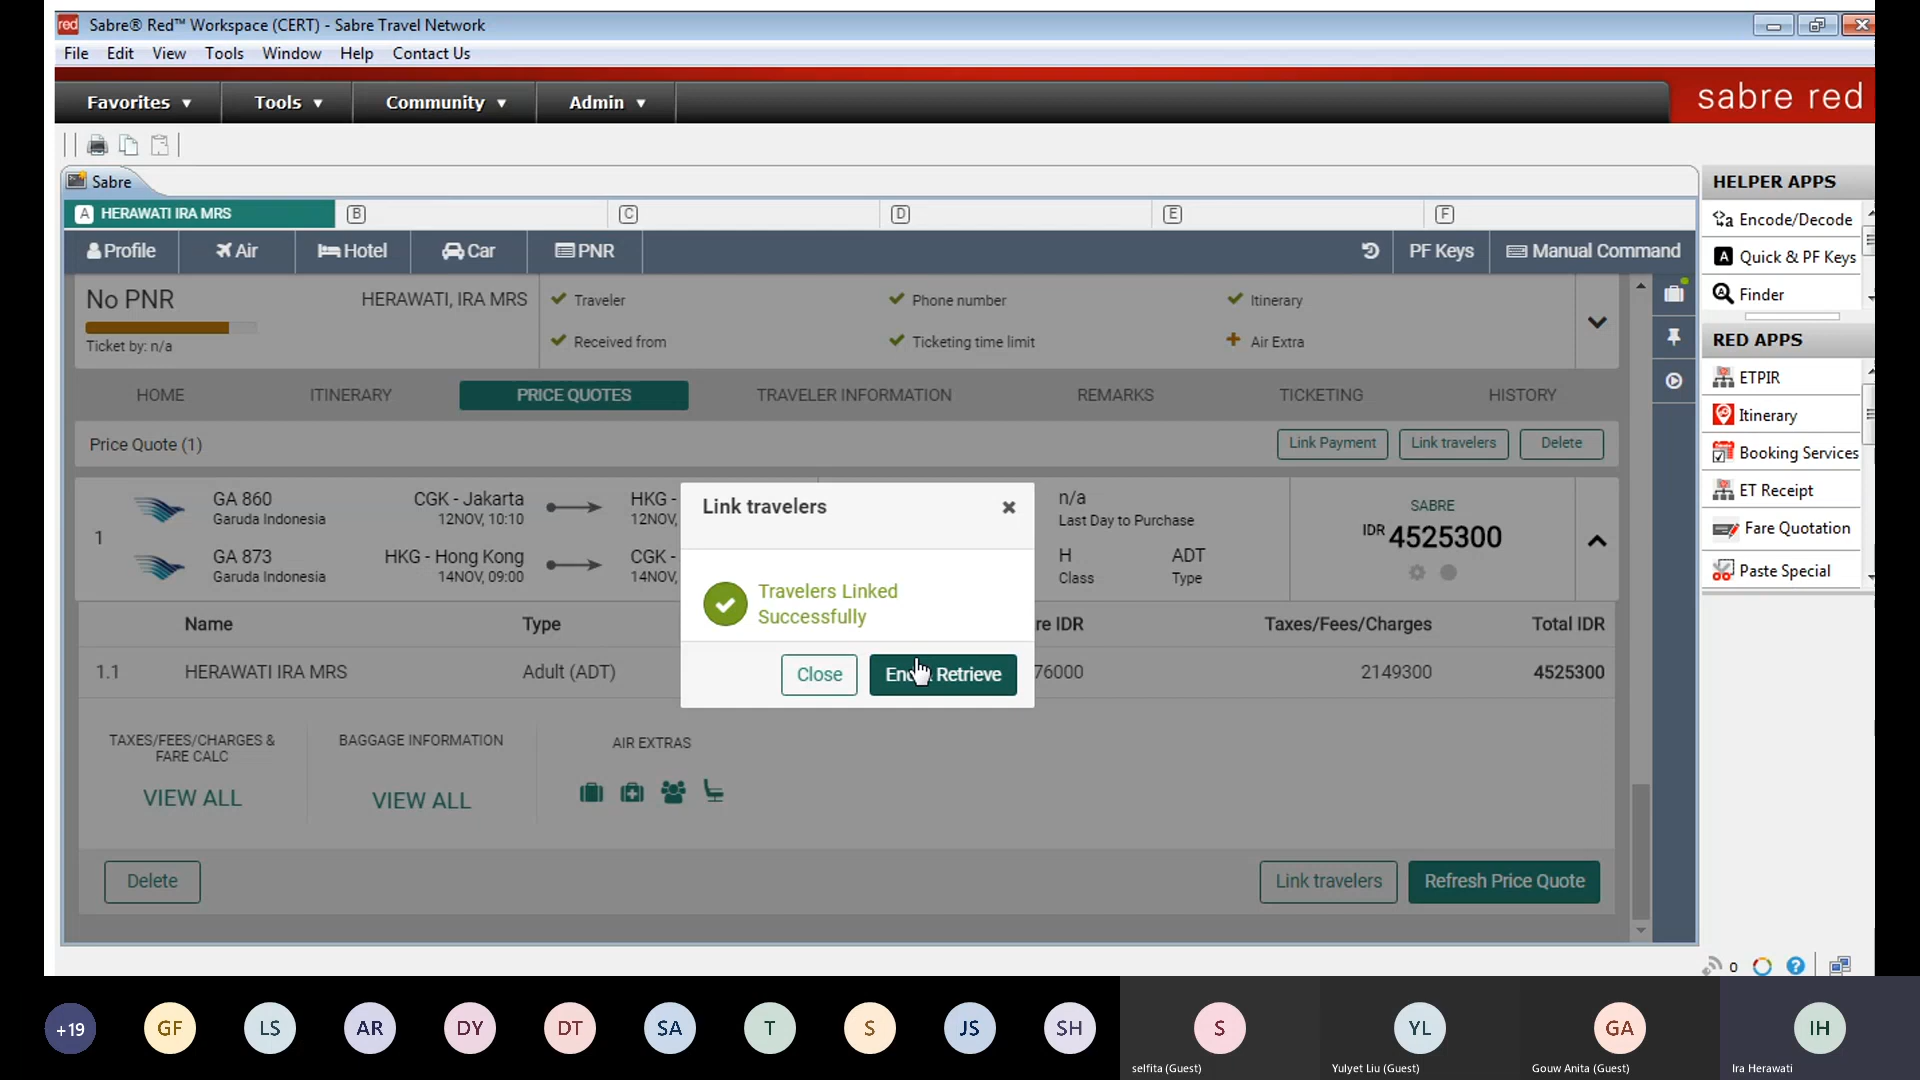 red Sabre® Red™ Workspace (CERT) - Sabre Travel Network
File Edit View Tools Window Help Contact Us
Favorites Tools Community Admin
sabre red
Sabre
A HERAWATI IRA MRS B C D E F
Profile Air Hotel Car PNR PF Keys Manual Command
No PNR HERAWATI, IRA MRS
Ticket by: n/a
Traveler Phone number Itinerary
Received from Ticketing time limit Air Extra
HOME ITINERARY PRICE QUOTES TRAVELER INFORMATION REMARKS TICKETING HISTORY
Price Quote (1) Link Payment Link travelers Delete
1
GA 860 CGK - Jakarta HKG -
Garuda Indonesia 12NOV, 10:10 12NOV,
GA 873 HKG - Hong Kong CGK -
Garuda Indonesia 14NOV, 09:00 14NOV,
n/a
Last Day to Purchase
H ADT
Class Type
SABRE
IDR 4525300
Name Type re IDR Taxes/Fees/Charges Total IDR
1.1 HERAWATI IRA MRS Adult (ADT) 76000 2149300 4525300
Link travelers
Travelers Linked
Successfully
Close Retrieve
TAXES/FEES/CHARGES &
FARE CALC
VIEW ALL
BAGGAGE INFORMATION
VIEW ALL
AIR EXTRAS
Delete Link travelers Refresh Price Quote
HELPER APPS
Encode/Decode
A Quick & PF Keys
Finder
RED APPS
ETPIR
Itinerary
Booking Services
ET Receipt
Fare Quotation
Paste Special
0
+19 GF LS AR DY DT SA T S JS SH S YL GA IH
selfita (Guest) Yulyet Liu (Guest) Gouw Anita (Guest) Ira Herawati